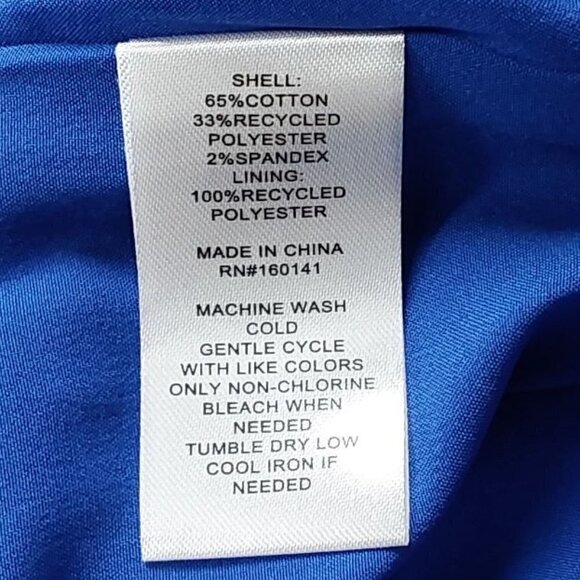 SHELL:
65%COTTON
33%RECYCLED
POLYESTER
2%SPANDEX
LINING:
100%RECYCLED
POLYESTER
MADE IN CHINA
RN#160141
MACHINE WASH
COLD
GENTLE CYCLE
WITH LIKE COLORS
ONLY NON-CHLORINE
BLEACH WHEN
NEEDED
TUMBLE DRY LOW
COOL IRON IF
NEEDED